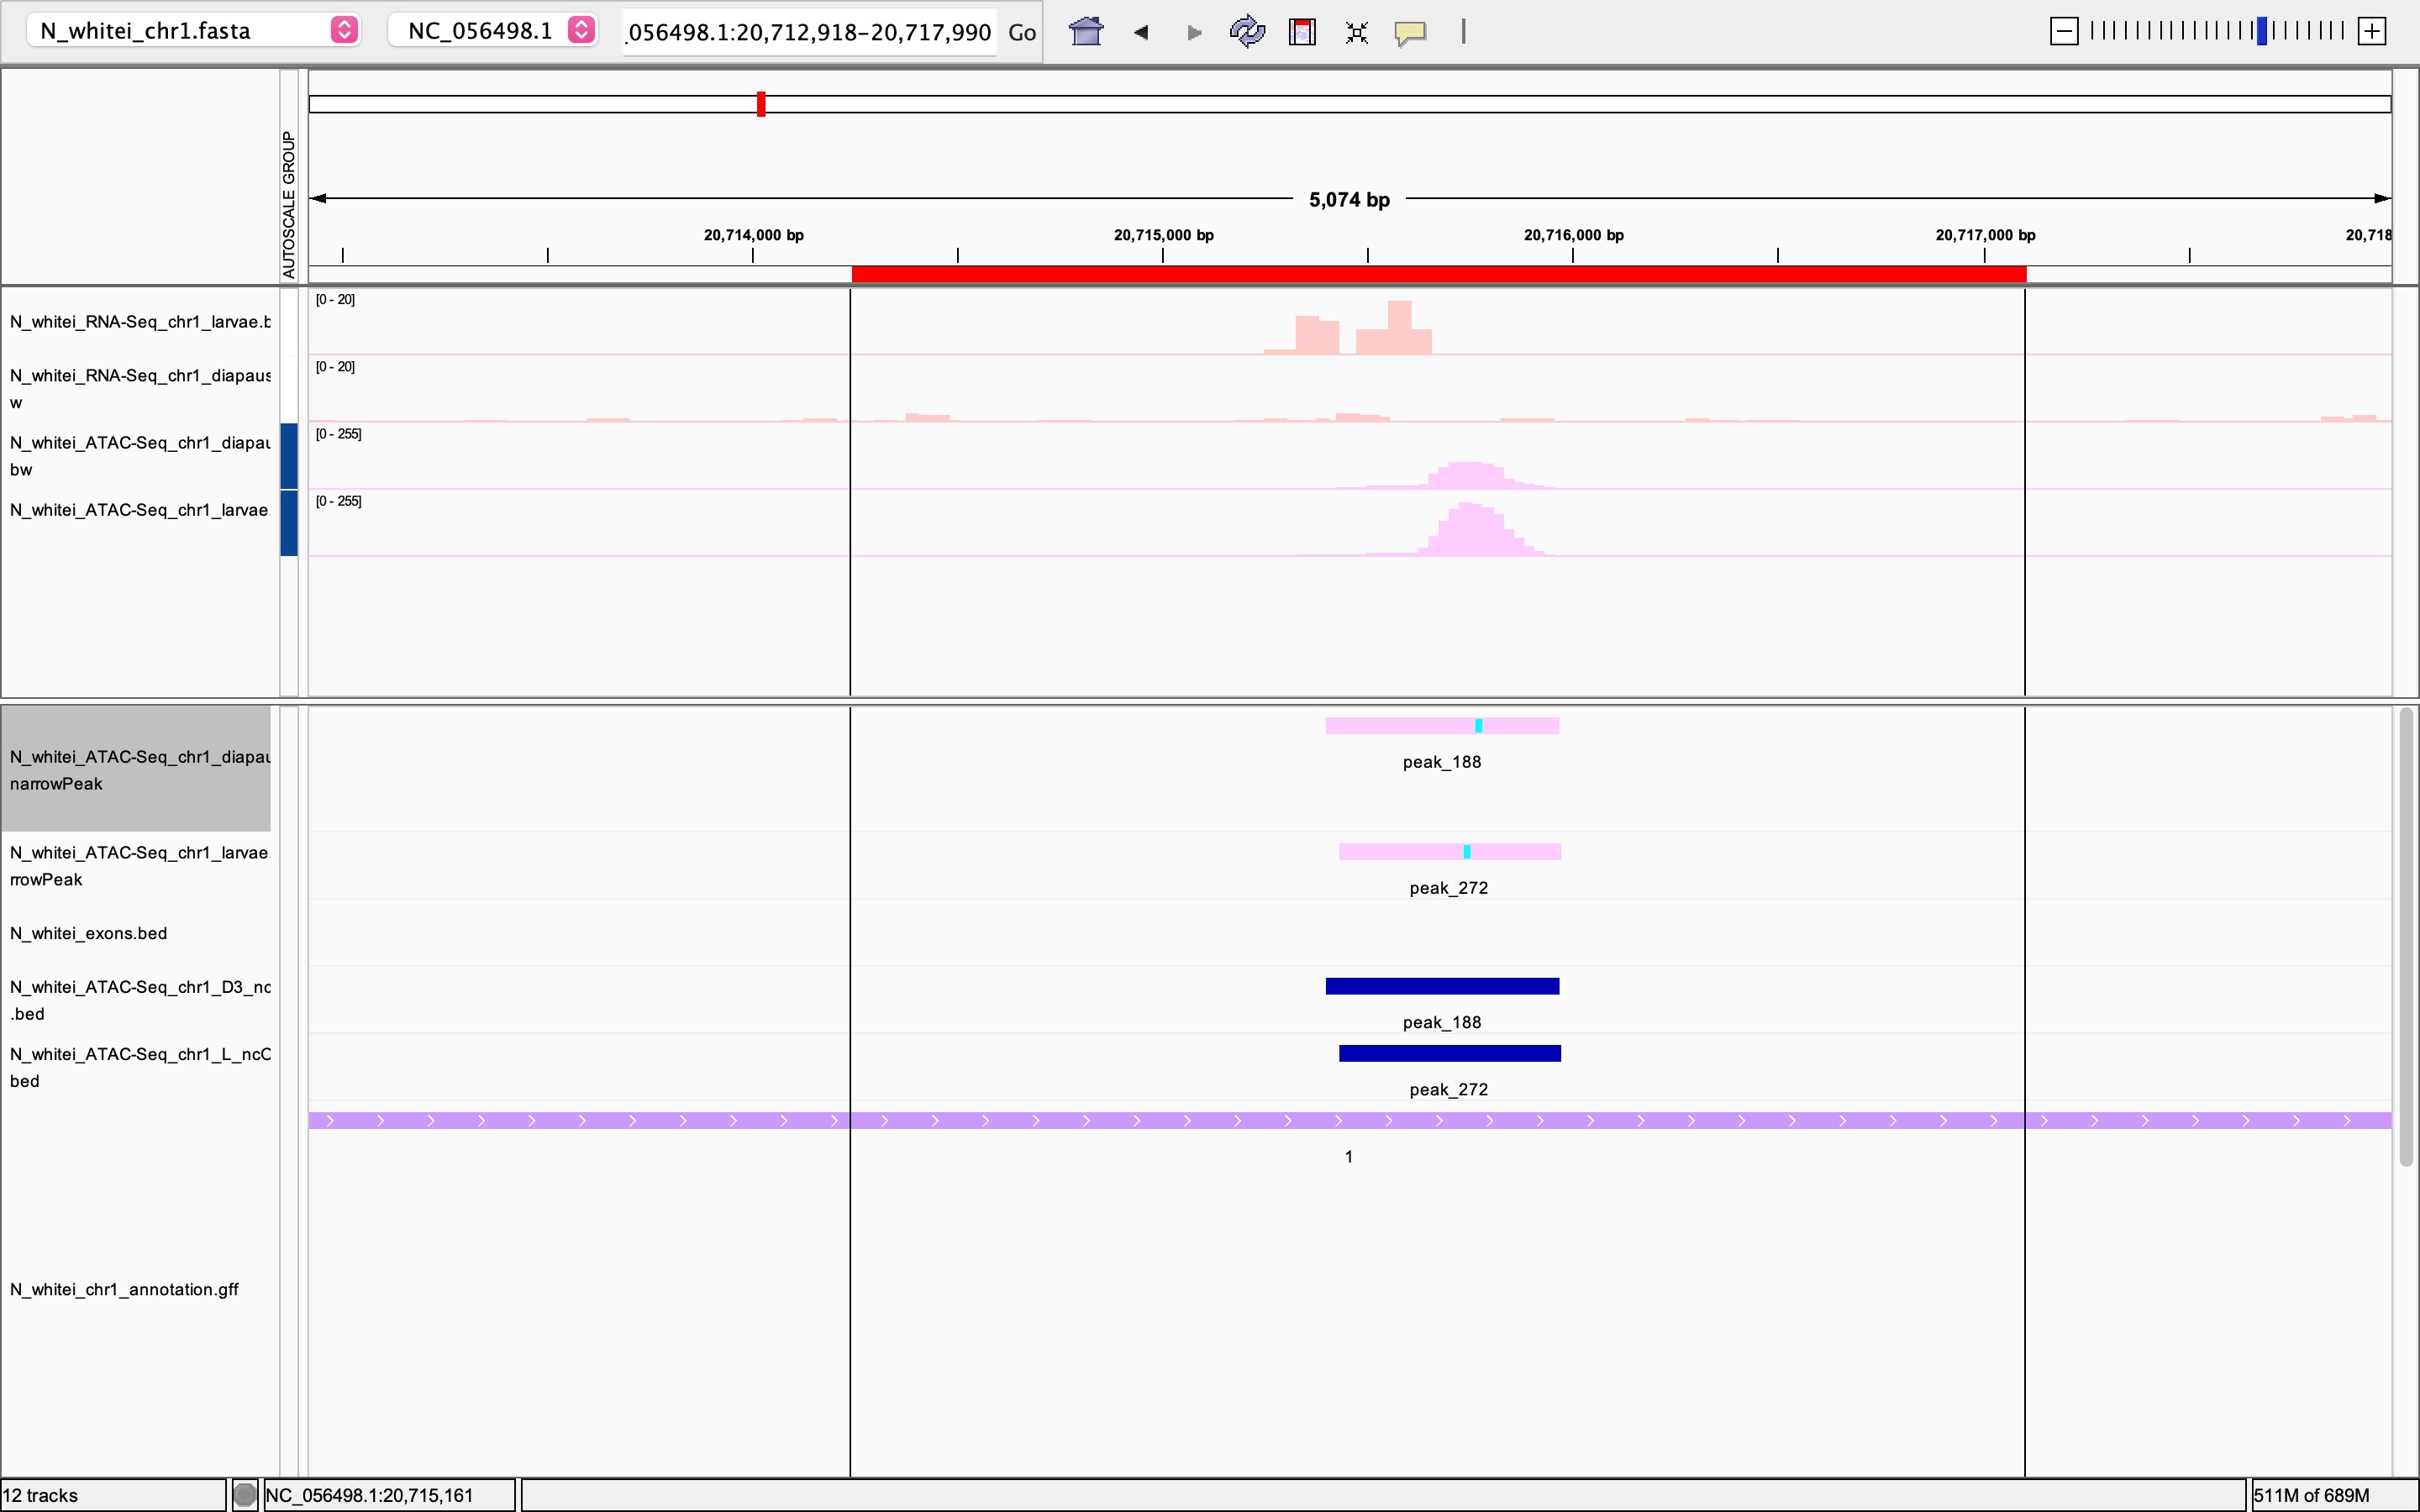 N_whitei_chr1.fasta
NC_056498.1
.056498.1:20,712,918-20,717,990
Go
AUTOSCALE GROUP
5,074 bp
20,714,000 bp
20,715,000 bp
20,716,000 bp
20,717,000 bp
20,718
N_whitei_RNA-Seq_chr1_larvae.b
[0 - 20]
N_whitei_RNA-Seq_chr1_diapaus
w
[0 - 20]
N_whitei_ATAC-Seq_chr1_diapau
bw
[0 - 255]
N_whitei_ATAC-Seq_chr1_larvae.
[0 - 255]
N_whitei_ATAC-Seq_chr1_diapau
narrowPeak
peak_188
N_whitei_ATAC-Seq_chr1_larvae.
rrowPeak
peak_272
N_whitei_exons.bed
N_whitei_ATAC-Seq_chr1_D3_nc
.bed
peak_188
N_whitei_ATAC-Seq_chr1_L_ncC
bed
peak_272
1
N_whitei_chr1_annotation.gff
12 tracks
NC_056498.1:20,715,161
511M of 689M